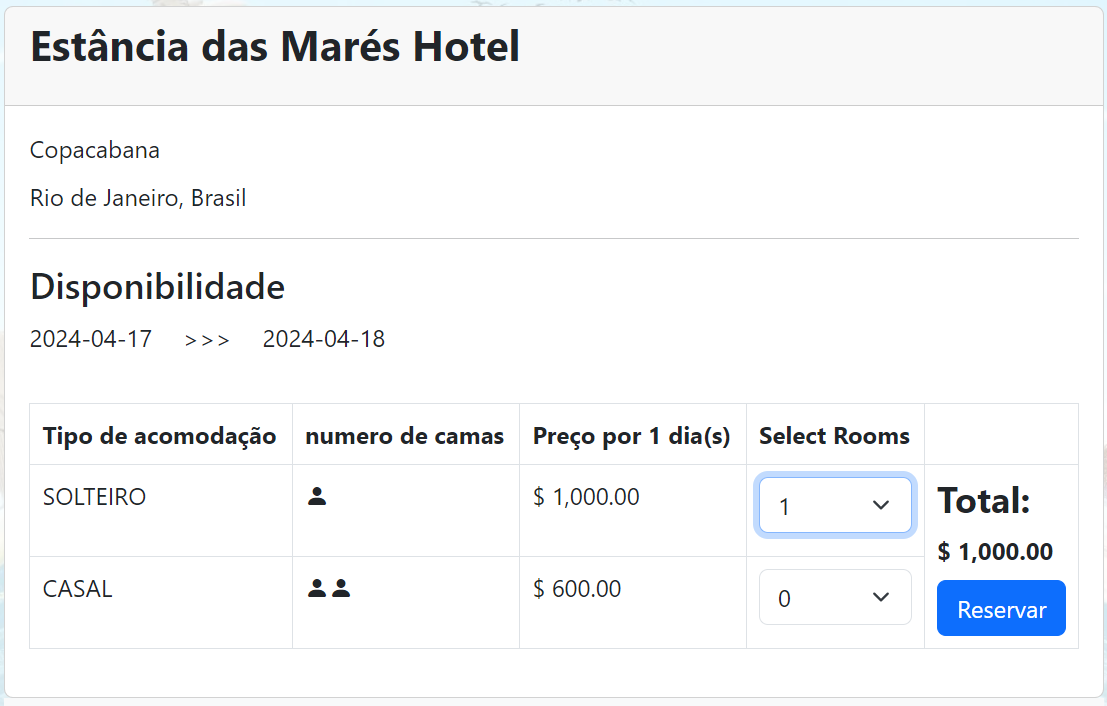 Estância das Marés Hotel
Copacabana
Rio de Janeiro, Brasil
Disponibilidade
2024-04-17 >>> 2024-04-18
Tipo de acomodação numero de camas Preço por 1 dia(s) Select Rooms
SOLTEIRO $ 1,000.00 1
CASAL $ 600.00 0
Total:
$ 1,000.00
Reservar